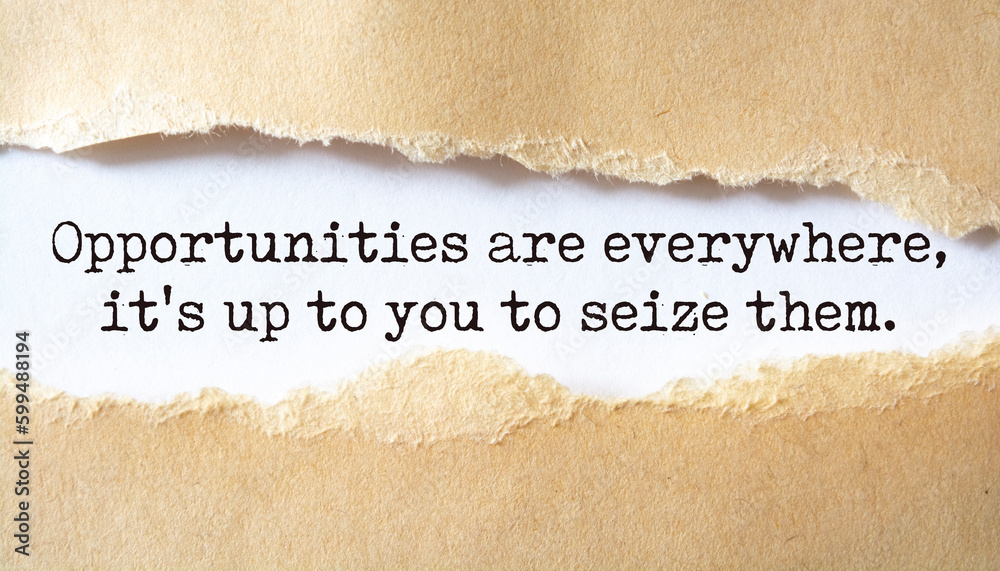 Opportunities are everywhere,
it's up to you to seize them.
Adobe Stock | #599488194